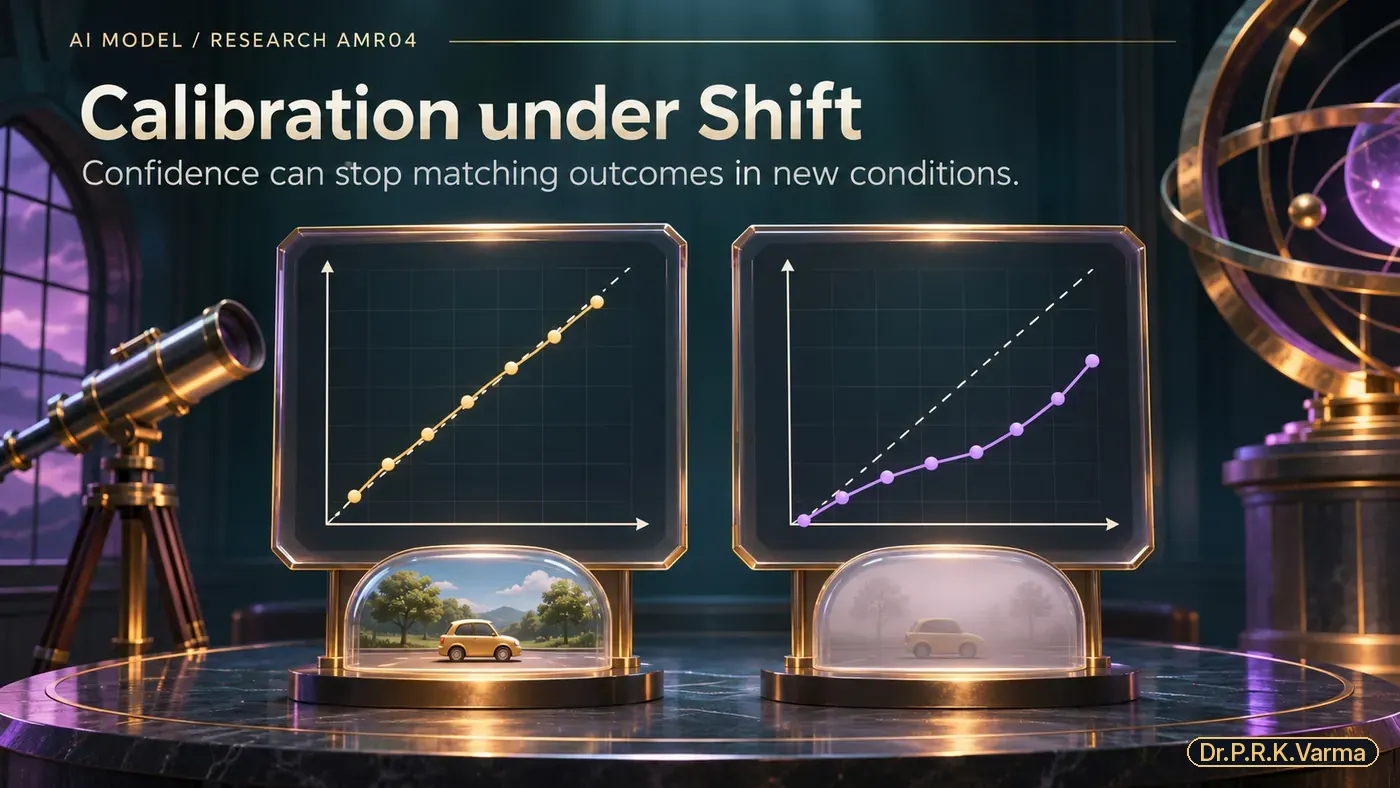 AI MODEL / RESEARCH AMR04
Calibration under Shift
Confidence can stop matching outcomes in new conditions.
Dr.P.R.K.Varma